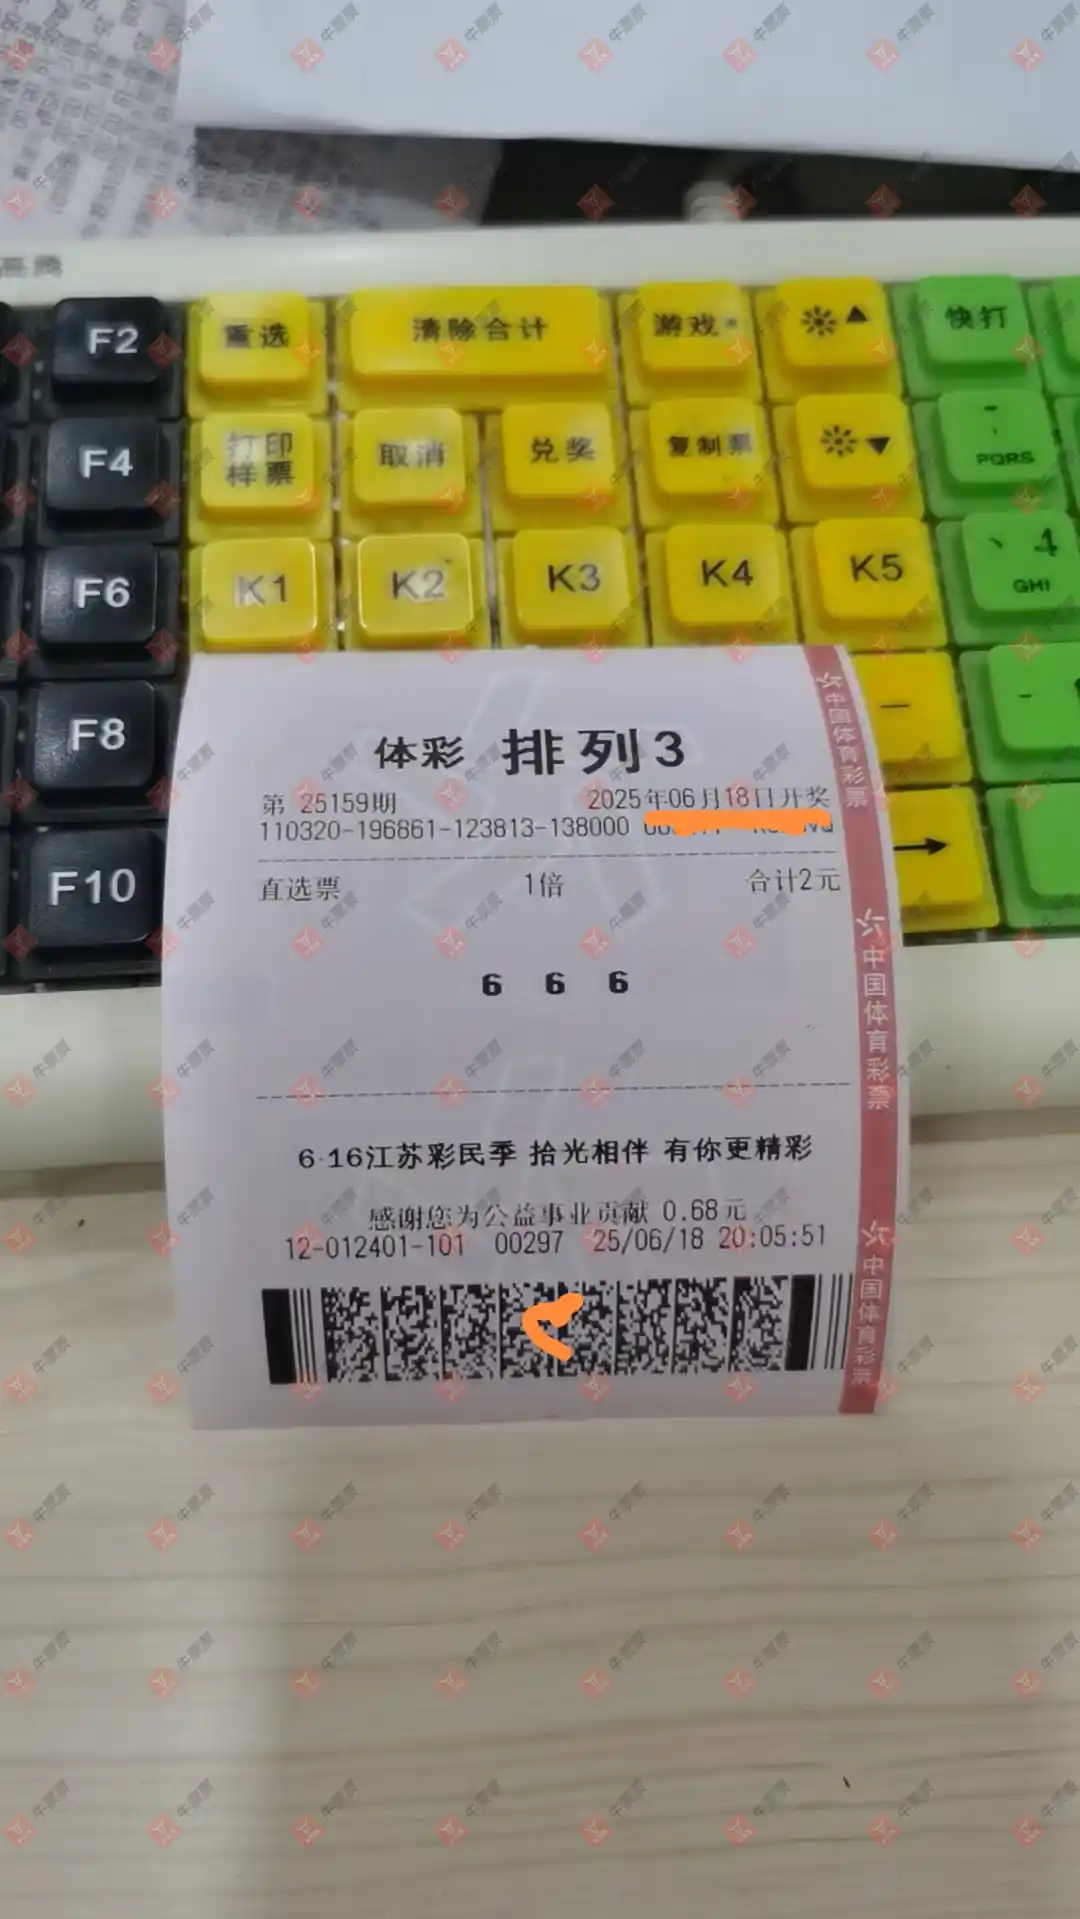 高腾
F2 重选 清除合计 游戏 ▲ 快打
F4 打印样票 取消 兑奖 复制票 ▼ PQRS
F6 K1 K2 K3 K4 K5 4 GHI
F8 -
F10 →
体彩 排列3
第 25159期 2025年06月18日开奖
110320-196861-123813-138000
直选票 1倍 合计2元
6 6 6
6·16江苏彩民季 拾光相伴 有你更精彩
感谢您为公益事业贡献 0.68元
12-012401-101 00297 25/06/18 20:05:51
中国体育彩票
中国体育彩票
中国体育彩票
牛票票